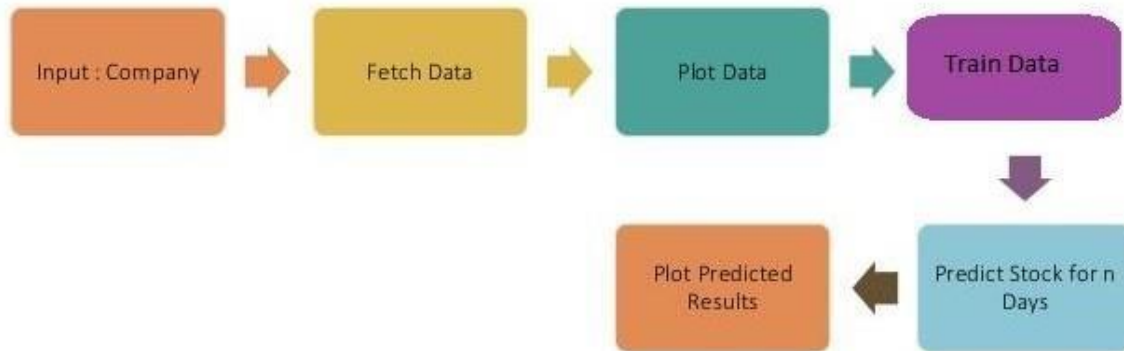 Input : Company
Fetch Data
Plot Data
Train Data
Predict Stock for n
Days
Plot Predicted
Results